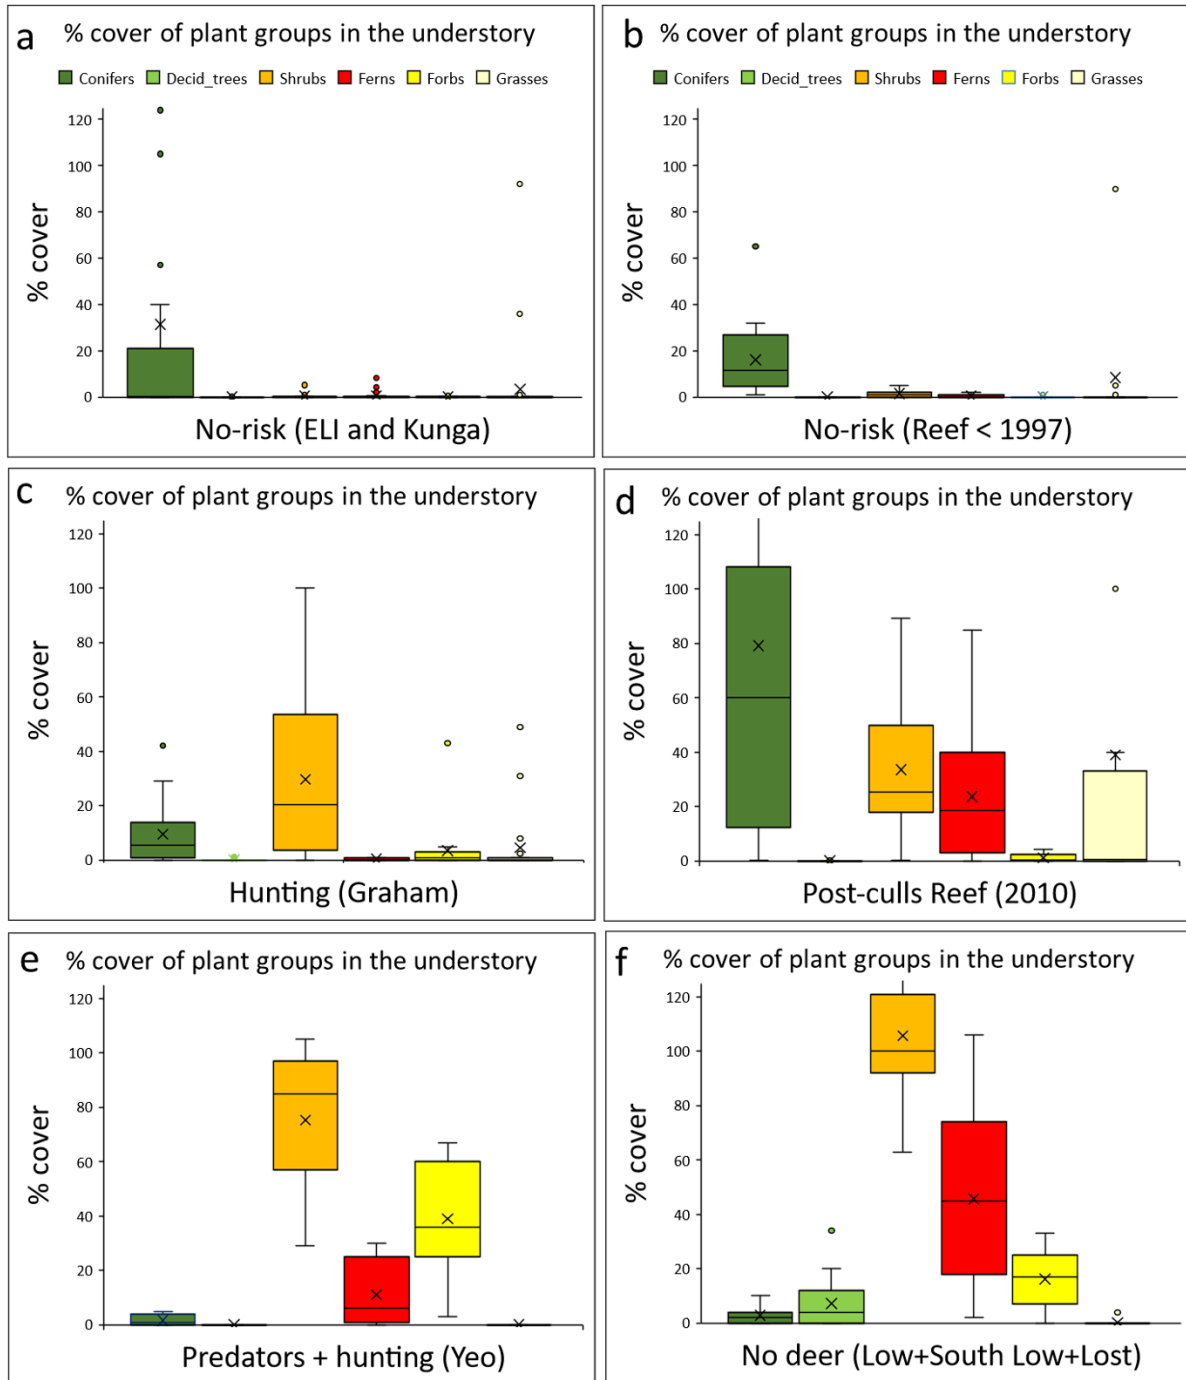 a % cover of plant groups in the understory
Conifers Decid_trees Shrubs Ferns Forbs Grasses
% cover
120
100
80
60
40
20
0
No-risk (ELI and Kunga)
b % cover of plant groups in the understory
Conifers Decid_trees Shrubs Ferns Forbs Grasses
% cover
120
100
80
60
40
20
0
No-risk (Reef < 1997)
c % cover of plant groups in the understory
% cover
120
100
80
60
40
20
0
Hunting (Graham)
d % cover of plant groups in the understory
% cover
120
100
80
60
40
20
0
Post-culls Reef (2010)
e % cover of plant groups in the understory
% cover
120
100
80
60
40
20
0
Predators + hunting (Yeo)
f % cover of plant groups in the understory
% cover
120
100
80
60
40
20
0
No deer (Low+South Low+Lost)